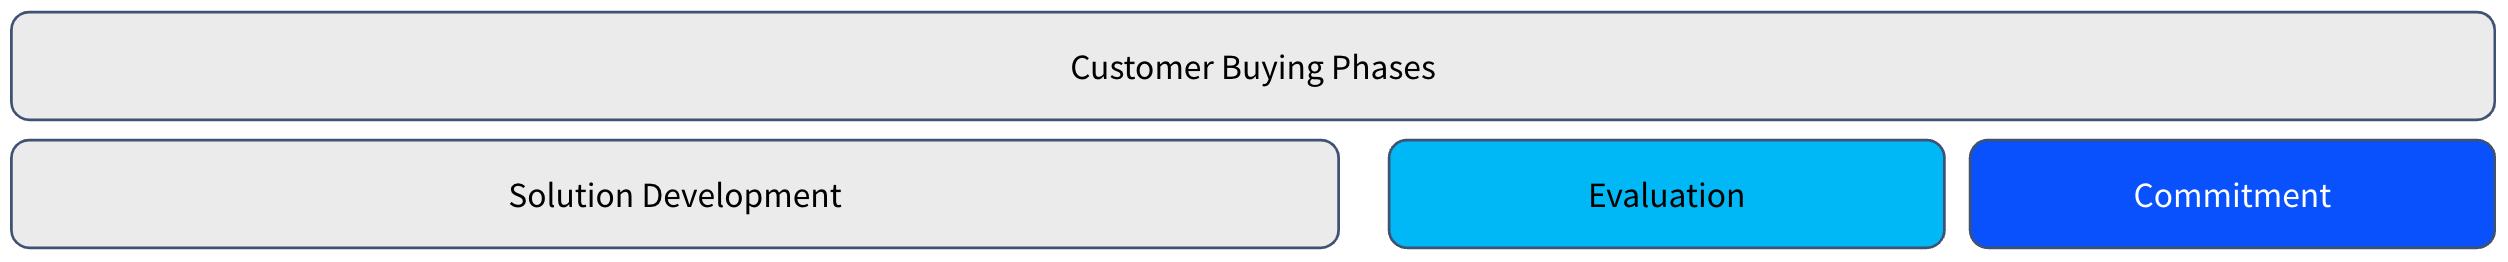 Customer Buying Phases
Solution Development
Evaluation
Commitment